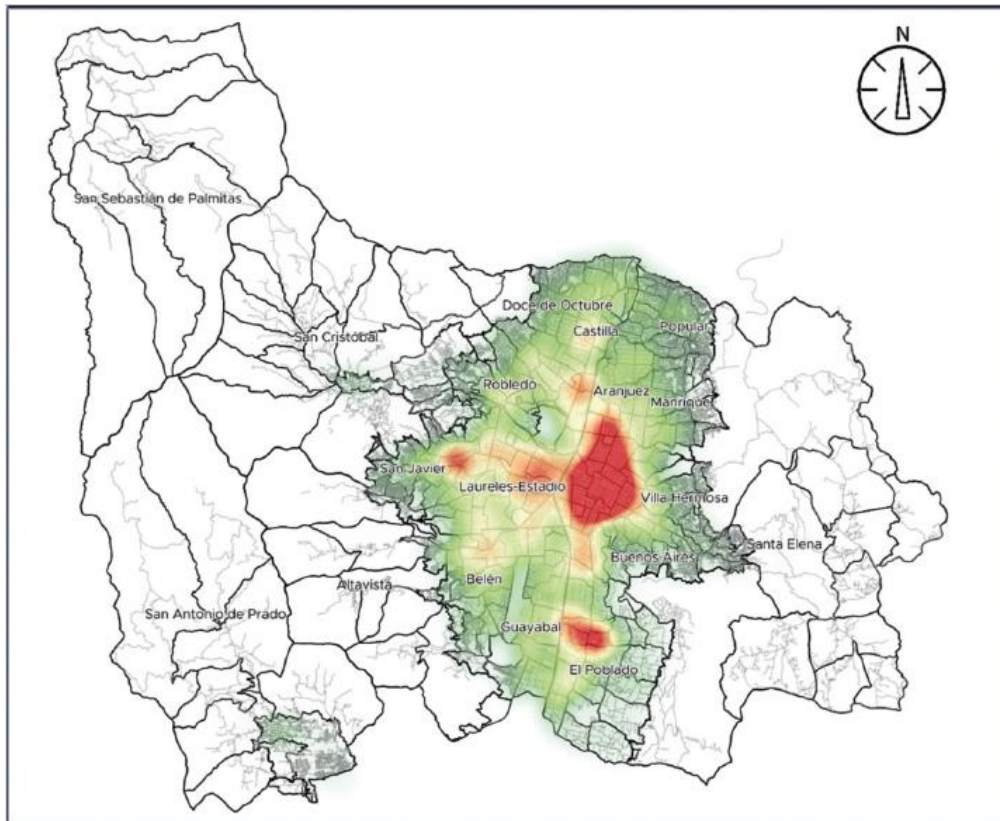 N
San Sebastián de Palmitas
Doce de Octubre
Castilla
Popular
San Cristóbal
Robledo
Aranjuez
Manrique
San Javier
Laureles-Estadio
Villa Hermosa
Santa Elena
Buenos Aires
Belén
Altavista
San Antonio de Prado
Guayabal
El Poblado